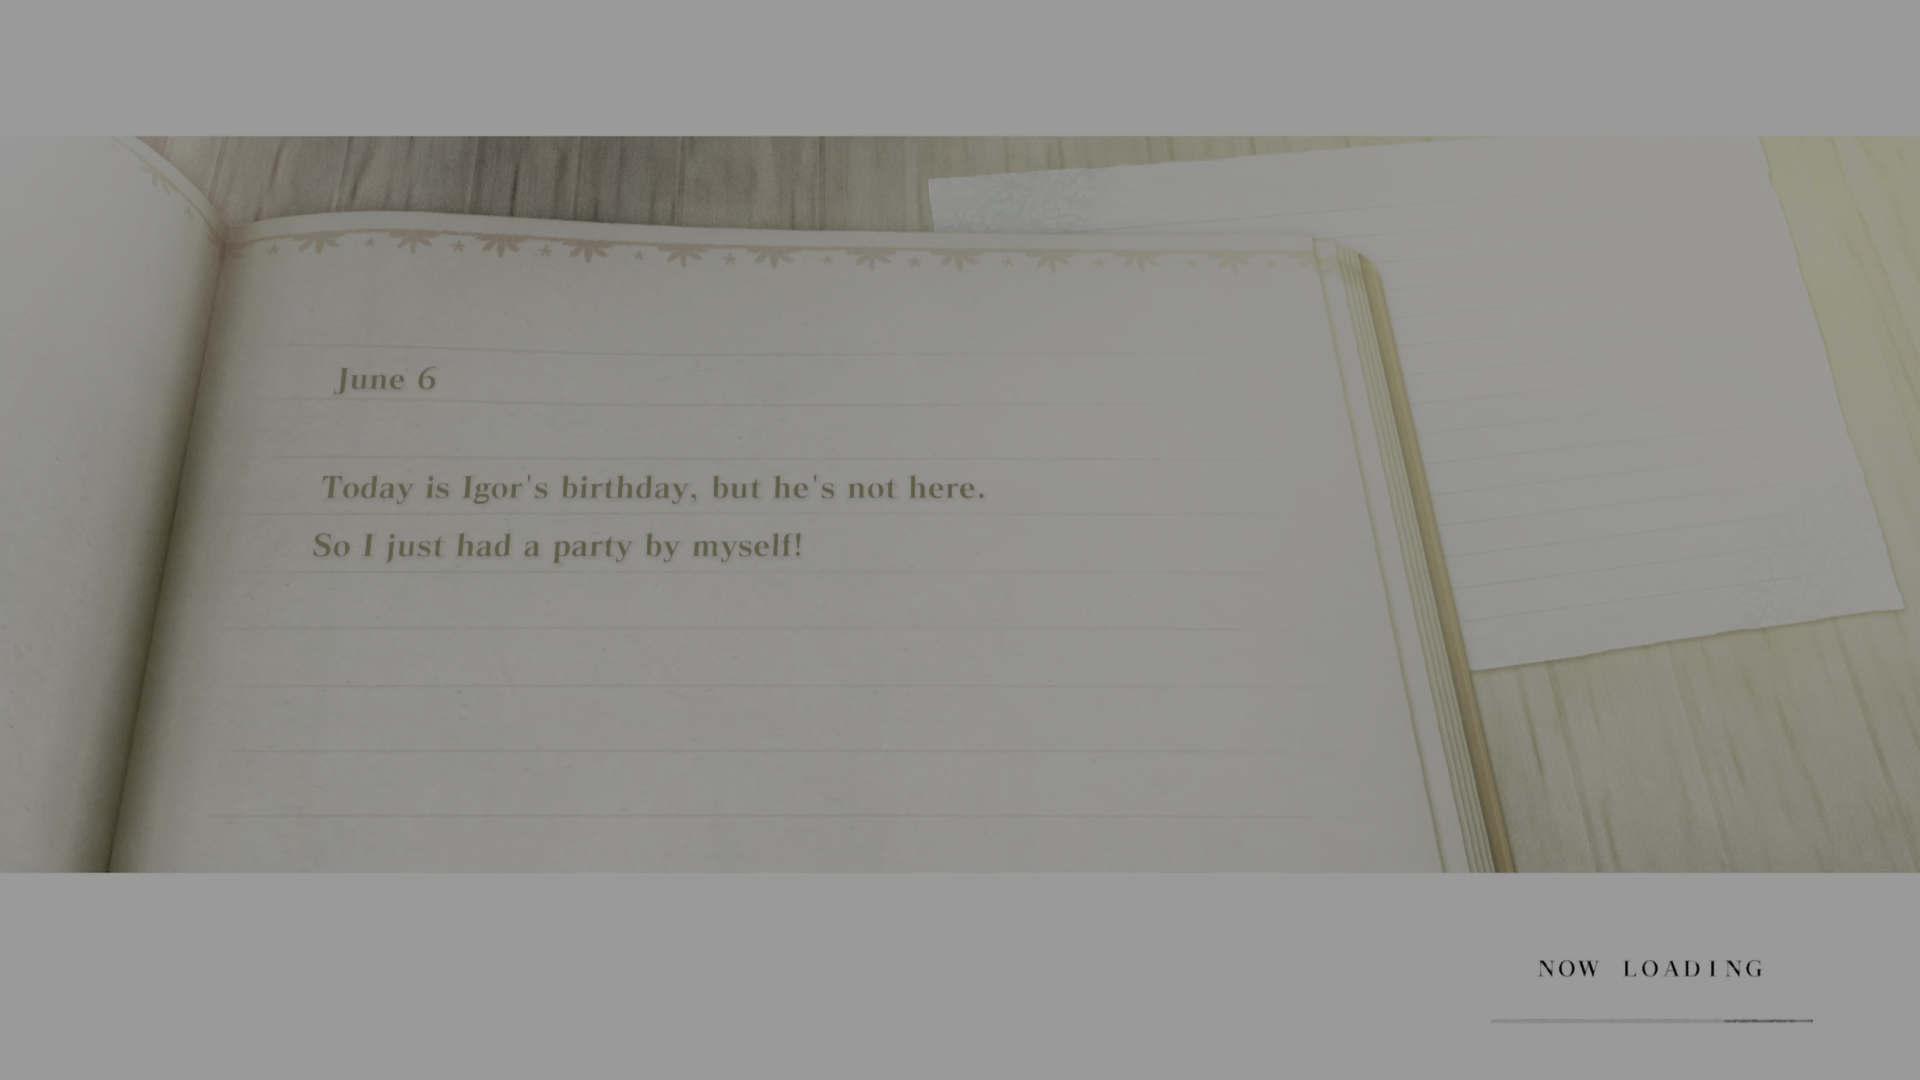 June 6
Today is Igor's birthday, but he's not here.
So I just had a party by myself!
NOW LOADING